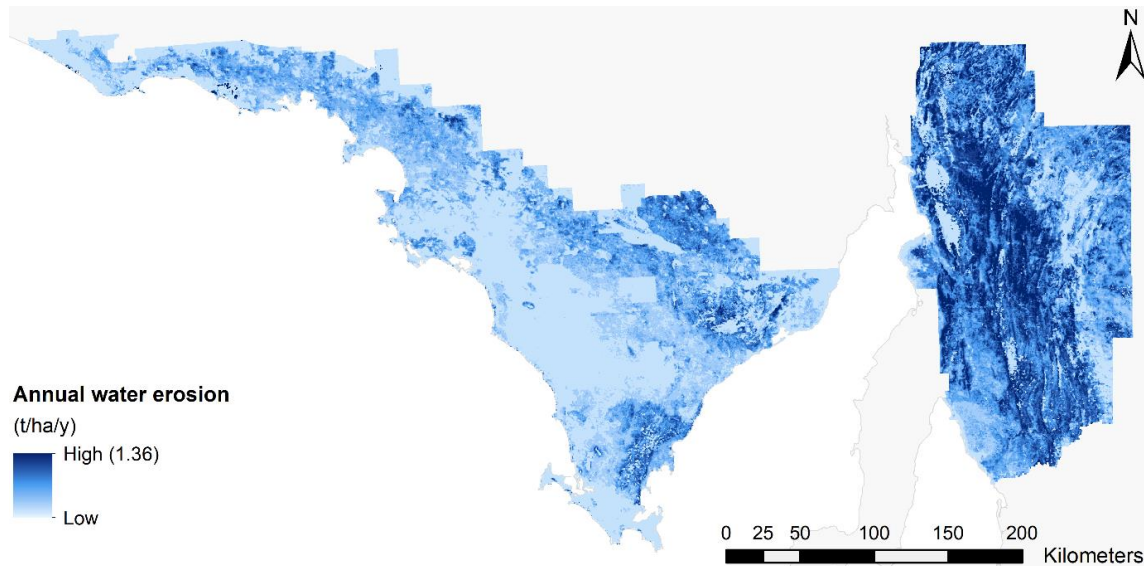 N
Annual water erosion
(t/ha/y)
High (1.36)
Low
0 25 50 100 150 200
Kilometers